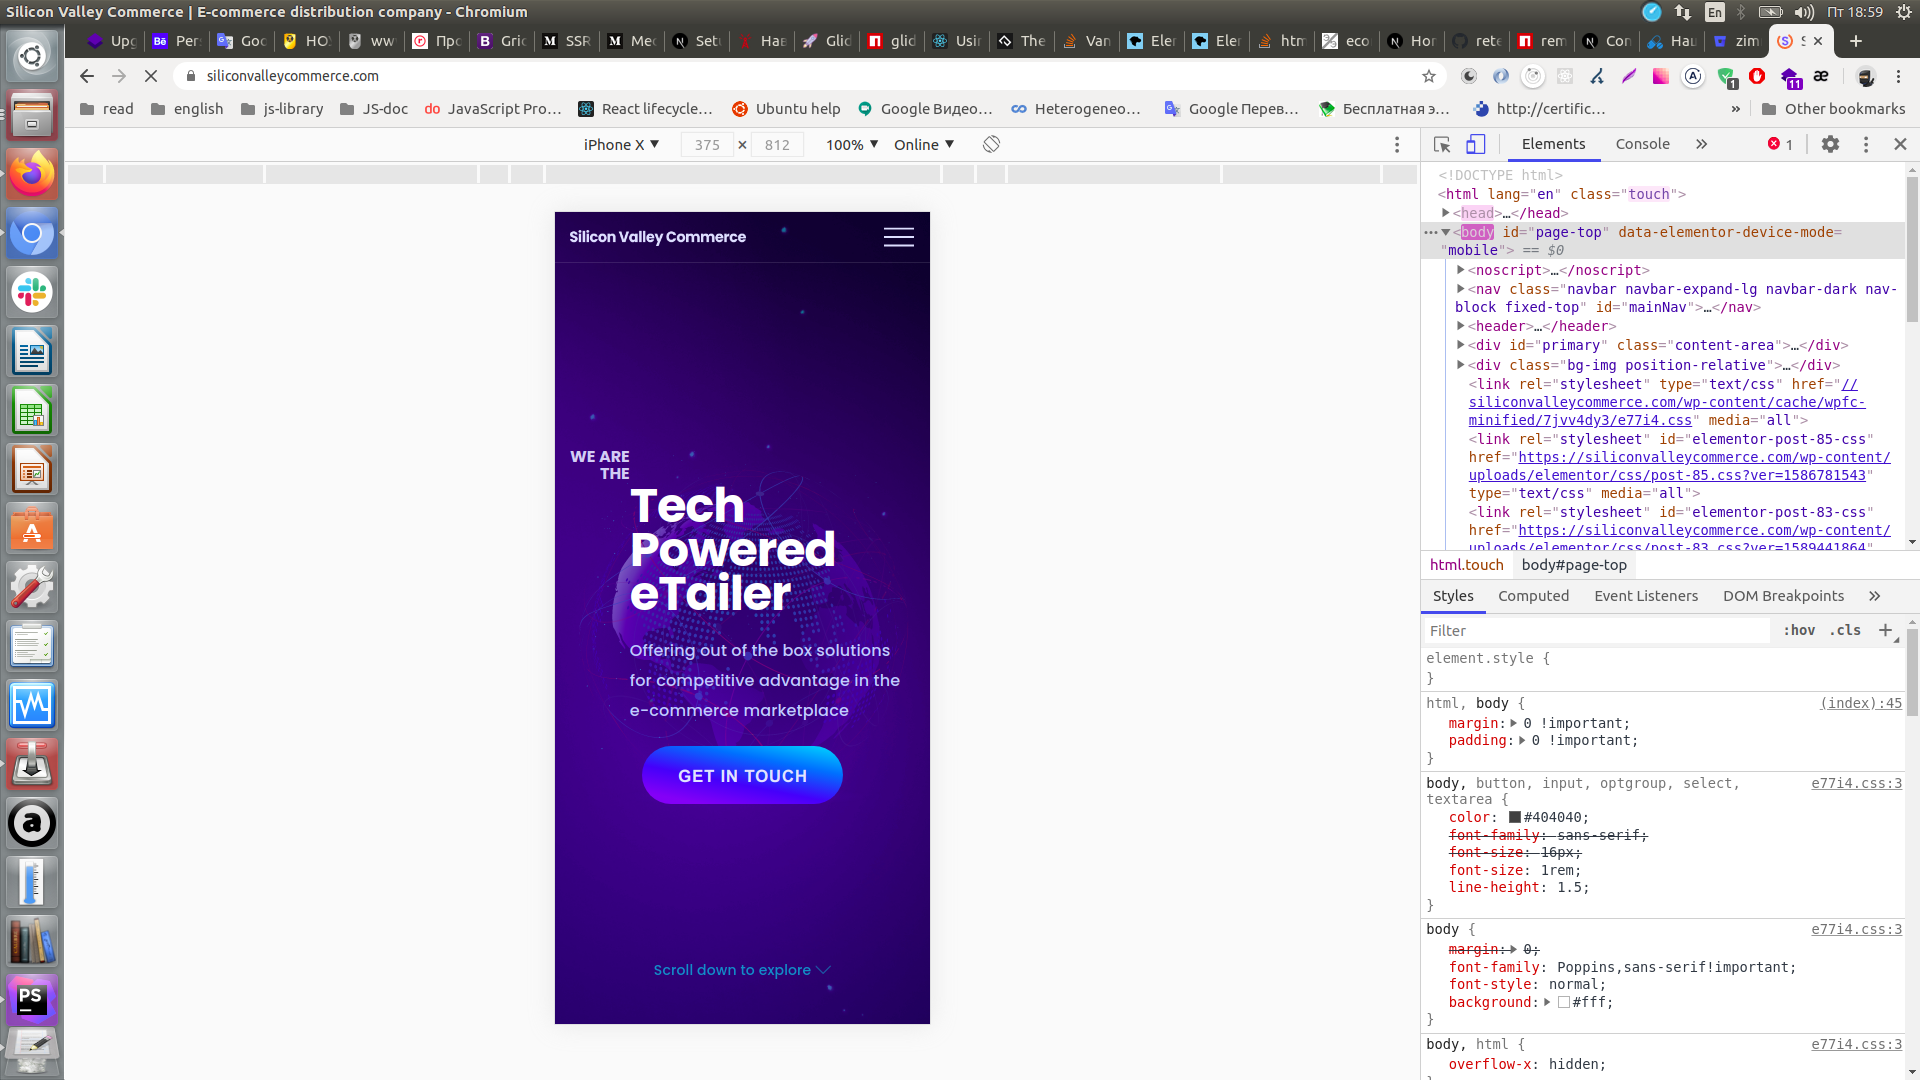 Silicon Valley Commerce | E-commerce distribution company - Chromium
En
Пт 18:59
Upg
Per
Goo
НО
ww
Про
Gric
SSR
Med
Setu
Нав
Glid
glid
Usin
The
Van
Eler
Eler
htm
eco
Hor
rete
rem
Con
Наш
zim
siliconvalleycommerce.com
1
11
read
english
js-library
JS-doc
JavaScript Pro...
React lifecycle...
Ubuntu help
Google Видео...
Heterogeneo...
Google Перев...
Бесплатная э...
http://certific...
»
Other bookmarks
iPhone X ▼
375 × 812
100% ▼
Online ▼
Elements
Console
»
1
Silicon Valley Commerce
WE ARE
THE
Tech
Powered
eTailer
Offering out of the box solutions
for competitive advantage in the
e-commerce marketplace
GET IN TOUCH
Scroll down to explore
<!DOCTYPE html>
<html lang="en" class="touch">
<head>…</head>
<body id="page-top" data-elementor-device-mode=
"mobile"> == $0
<noscript>…</noscript>
<nav class="navbar navbar-expand-lg navbar-dark nav-
block fixed-top" id="mainNav">…</nav>
<header>…</header>
<div id="primary" class="content-area">…</div>
<div class="bg-img position-relative">…</div>
<link rel="stylesheet" type="text/css" href="//
siliconvalleycommerce.com/wp-content/cache/wpfc-
minified/7jvv4dy3/e77i4.css" media="all">
<link rel="stylesheet" id="elementor-post-85-css"
href="https://siliconvalleycommerce.com/wp-content/
uploads/elementor/css/post-85.css?ver=1586781543"
type="text/css" media="all">
<link rel="stylesheet" id="elementor-post-83-css"
href="https://siliconvalleycommerce.com/wp-content/
uploads/elementor/css/post-83.css?ver=1589441864"
html.touch
body#page-top
Styles
Computed
Event Listeners
DOM Breakpoints
»
Filter
:hov
.cls
+
element.style {
}
html, body {
(index):45
margin: 0 !important;
padding: 0 !important;
}
body, button, input, optgroup, select,
e77i4.css:3
textarea {
color: #404040;
font-family: sans-serif;
font-size: 16px;
font-size: 1rem;
line-height: 1.5;
}
body {
e77i4.css:3
margin: 0;
font-family: Poppins,sans-serif!important;
font-style: normal;
background: #fff;
}
body, html {
e77i4.css:3
overflow-x: hidden;